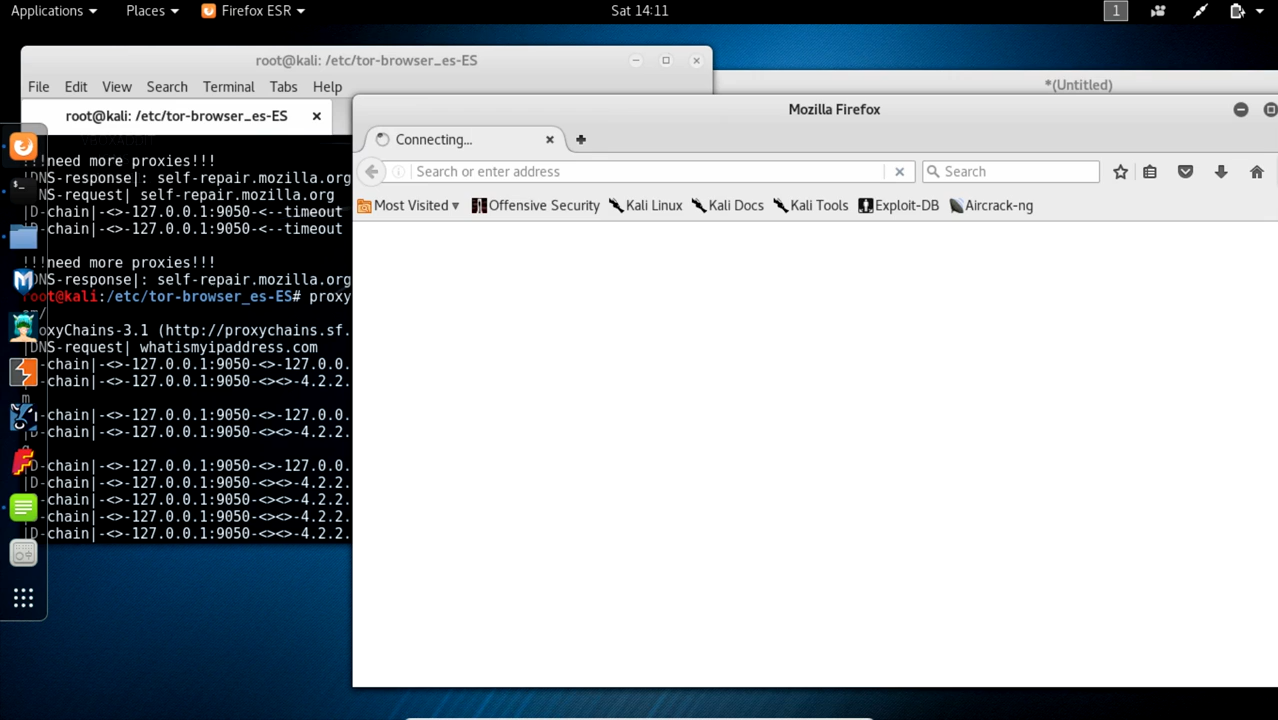 Applications Places Firefox ESR Sat 14:11 1
root@kali: /etc/tor-browser_es-ES
*(Untitled)
File Edit View Search Terminal Tabs Help
root@kali: /etc/tor-browser_es-ES
Mozilla Firefox
Connecting...
Search or enter address
Search
Most Visited Offensive Security Kali Linux Kali Docs Kali Tools Exploit-DB Aircrack-ng
!!!need more proxies!!!
|DNS-response|: self-repair.mozilla.org
|DNS-request| self-repair.mozilla.org
|D-chain|-<>-127.0.0.1:9050-<--timeout
|D-chain|-<>-127.0.0.1:9050-<--timeout
!!!need more proxies!!!
|DNS-response|: self-repair.mozilla.org
root@kali:/etc/tor-browser_es-ES# proxy
m/
ProxyChains-3.1 (http://proxychains.sf.
|DNS-request| whatismyipaddress.com
|D-chain|-<>-127.0.0.1:9050-<>-127.0.0.
|D-chain|-<>-127.0.0.1:9050-<><>-4.2.2.
m
|D-chain|-<>-127.0.0.1:9050-<>-127.0.0.
|D-chain|-<>-127.0.0.1:9050-<><>-4.2.2.
|D-chain|-<>-127.0.0.1:9050-<>-127.0.0.
|D-chain|-<>-127.0.0.1:9050-<><>-4.2.2.
|D-chain|-<>-127.0.0.1:9050-<><>-4.2.2.
|D-chain|-<>-127.0.0.1:9050-<><>-4.2.2.
|D-chain|-<>-127.0.0.1:9050-<><>-4.2.2.